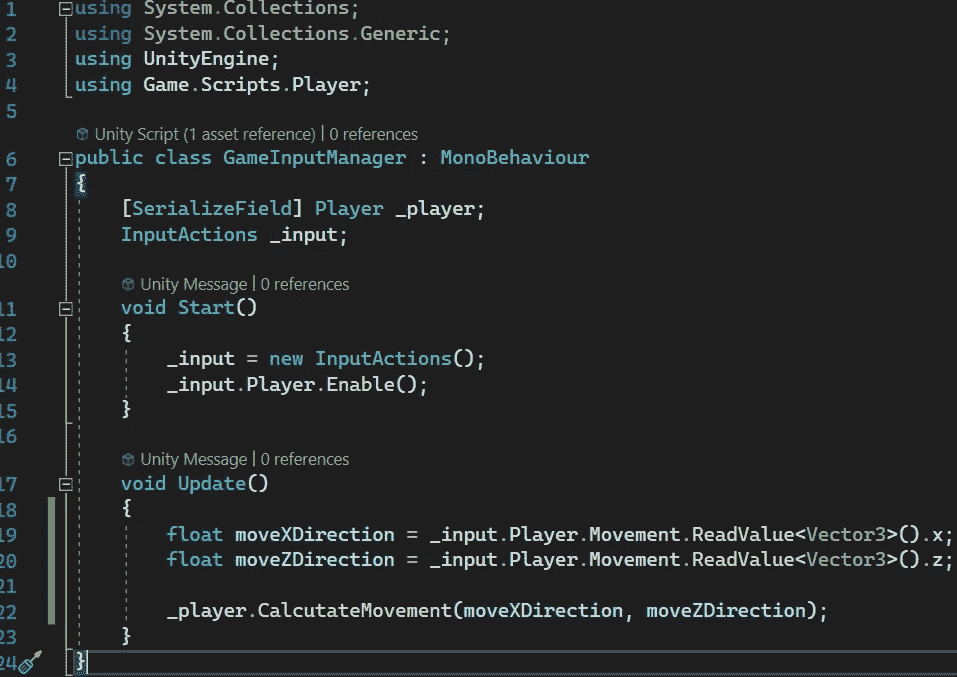 1 using System.Collections;
2 using System.Collections.Generic;
3 using UnityEngine;
4 using Game.Scripts.Player;
5
Unity Script (1 asset reference) | 0 references
6 public class GameInputManager : MonoBehaviour
7 {
8 [SerializeField] Player _player;
9 InputActions _input;
10
Unity Message | 0 references
11 void Start()
12 {
13 _input = new InputActions();
14 _input.Player.Enable();
15 }
16
Unity Message | 0 references
17 void Update()
18 {
19 float moveXDirection = _input.Player.Movement.ReadValue<Vector3>().x;
20 float moveZDirection = _input.Player.Movement.ReadValue<Vector3>().z;
21
22 _player.CalcutateMovement(moveXDirection, moveZDirection);
23 }
24 }